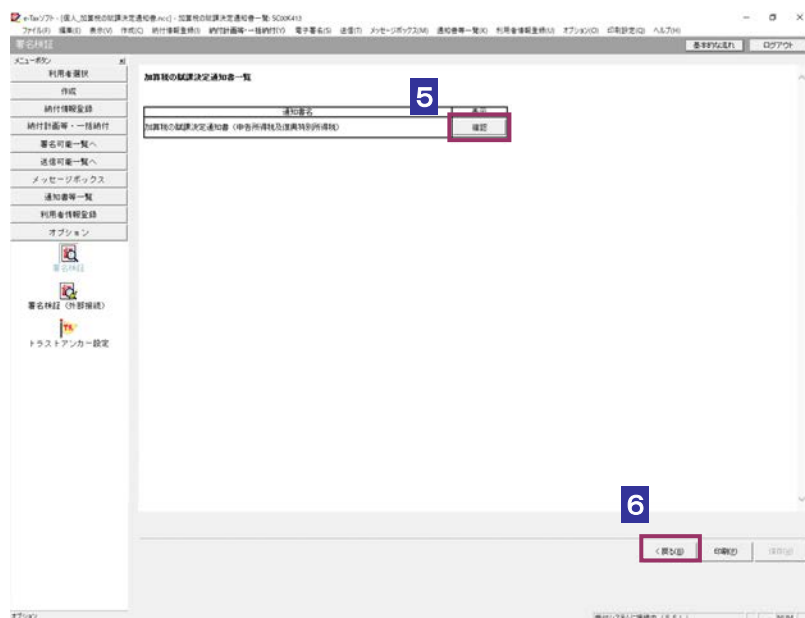 e-Taxソフト - [個人_加算税の賦課決定通知書.ncc] - 加算税の賦課決定通知書一覧: SC00K413
ファイル(F) 編集(E) 表示(V) 作成(C) 納付情報登録(I) 納付計画等・一括納付(Y) 電子署名(S) 送信(T) メッセージボックス(M) 通知書等一覧(X) 利用者情報登録(U) オプション(O) 印刷設定(Q) ヘルプ(H)
署名検証
基本的な流れ ログアウト
メニューボタン
利用者選択
作成
納付情報登録
納付計画等・一括納付
署名可能一覧へ
送信可能一覧へ
メッセージボックス
通知書等一覧
利用者情報登録
オプション
署名検証
署名検証（外部接続）
トラストアンカー設定
加算税の賦課決定通知書一覧
5
通知書名 表示
加算税の賦課決定通知書（申告所得税及復興特別所得税） 確認
6
< 戻る(B) 印刷(P) 保存(W)
オプション
NUM